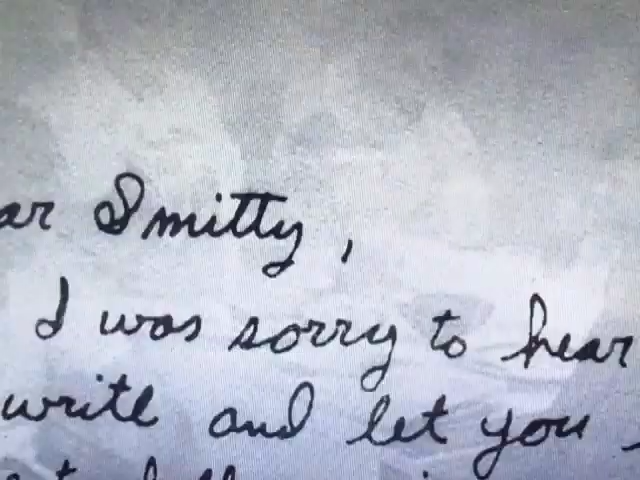 ar Smitty,
I was sorry to hear
write and let you